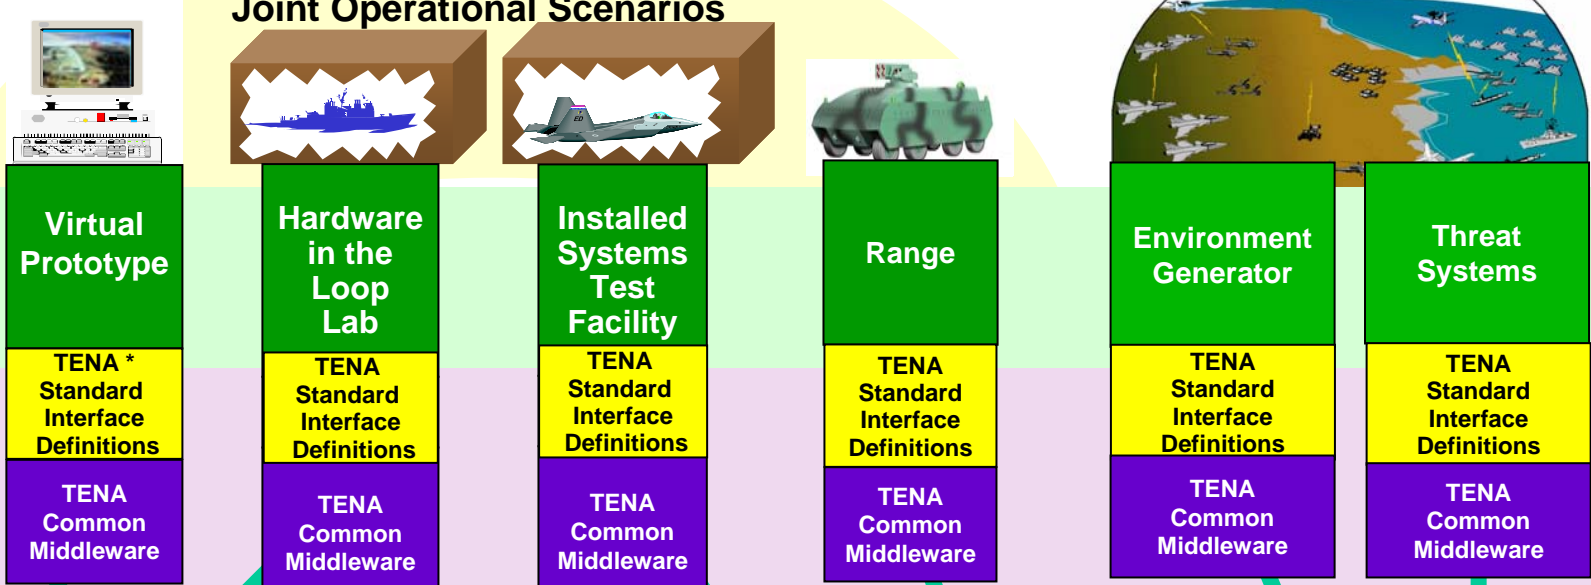 Joint Operational Scenarios
ED
Virtual
Prototype
Hardware
in the
Loop
Lab
Installed
Systems
Test
Facility
Range
Environment
Generator
Threat
Systems
TENA *
Standard
Interface
Definitions
TENA
Standard
Interface
Definitions
TENA
Standard
Interface
Definitions
TENA
Standard
Interface
Definitions
TENA
Standard
Interface
Definitions
TENA
Standard
Interface
Definitions
TENA
Common
Middleware
TENA
Common
Middleware
TENA
Common
Middleware
TENA
Common
Middleware
TENA
Common
Middleware
TENA
Common
Middleware